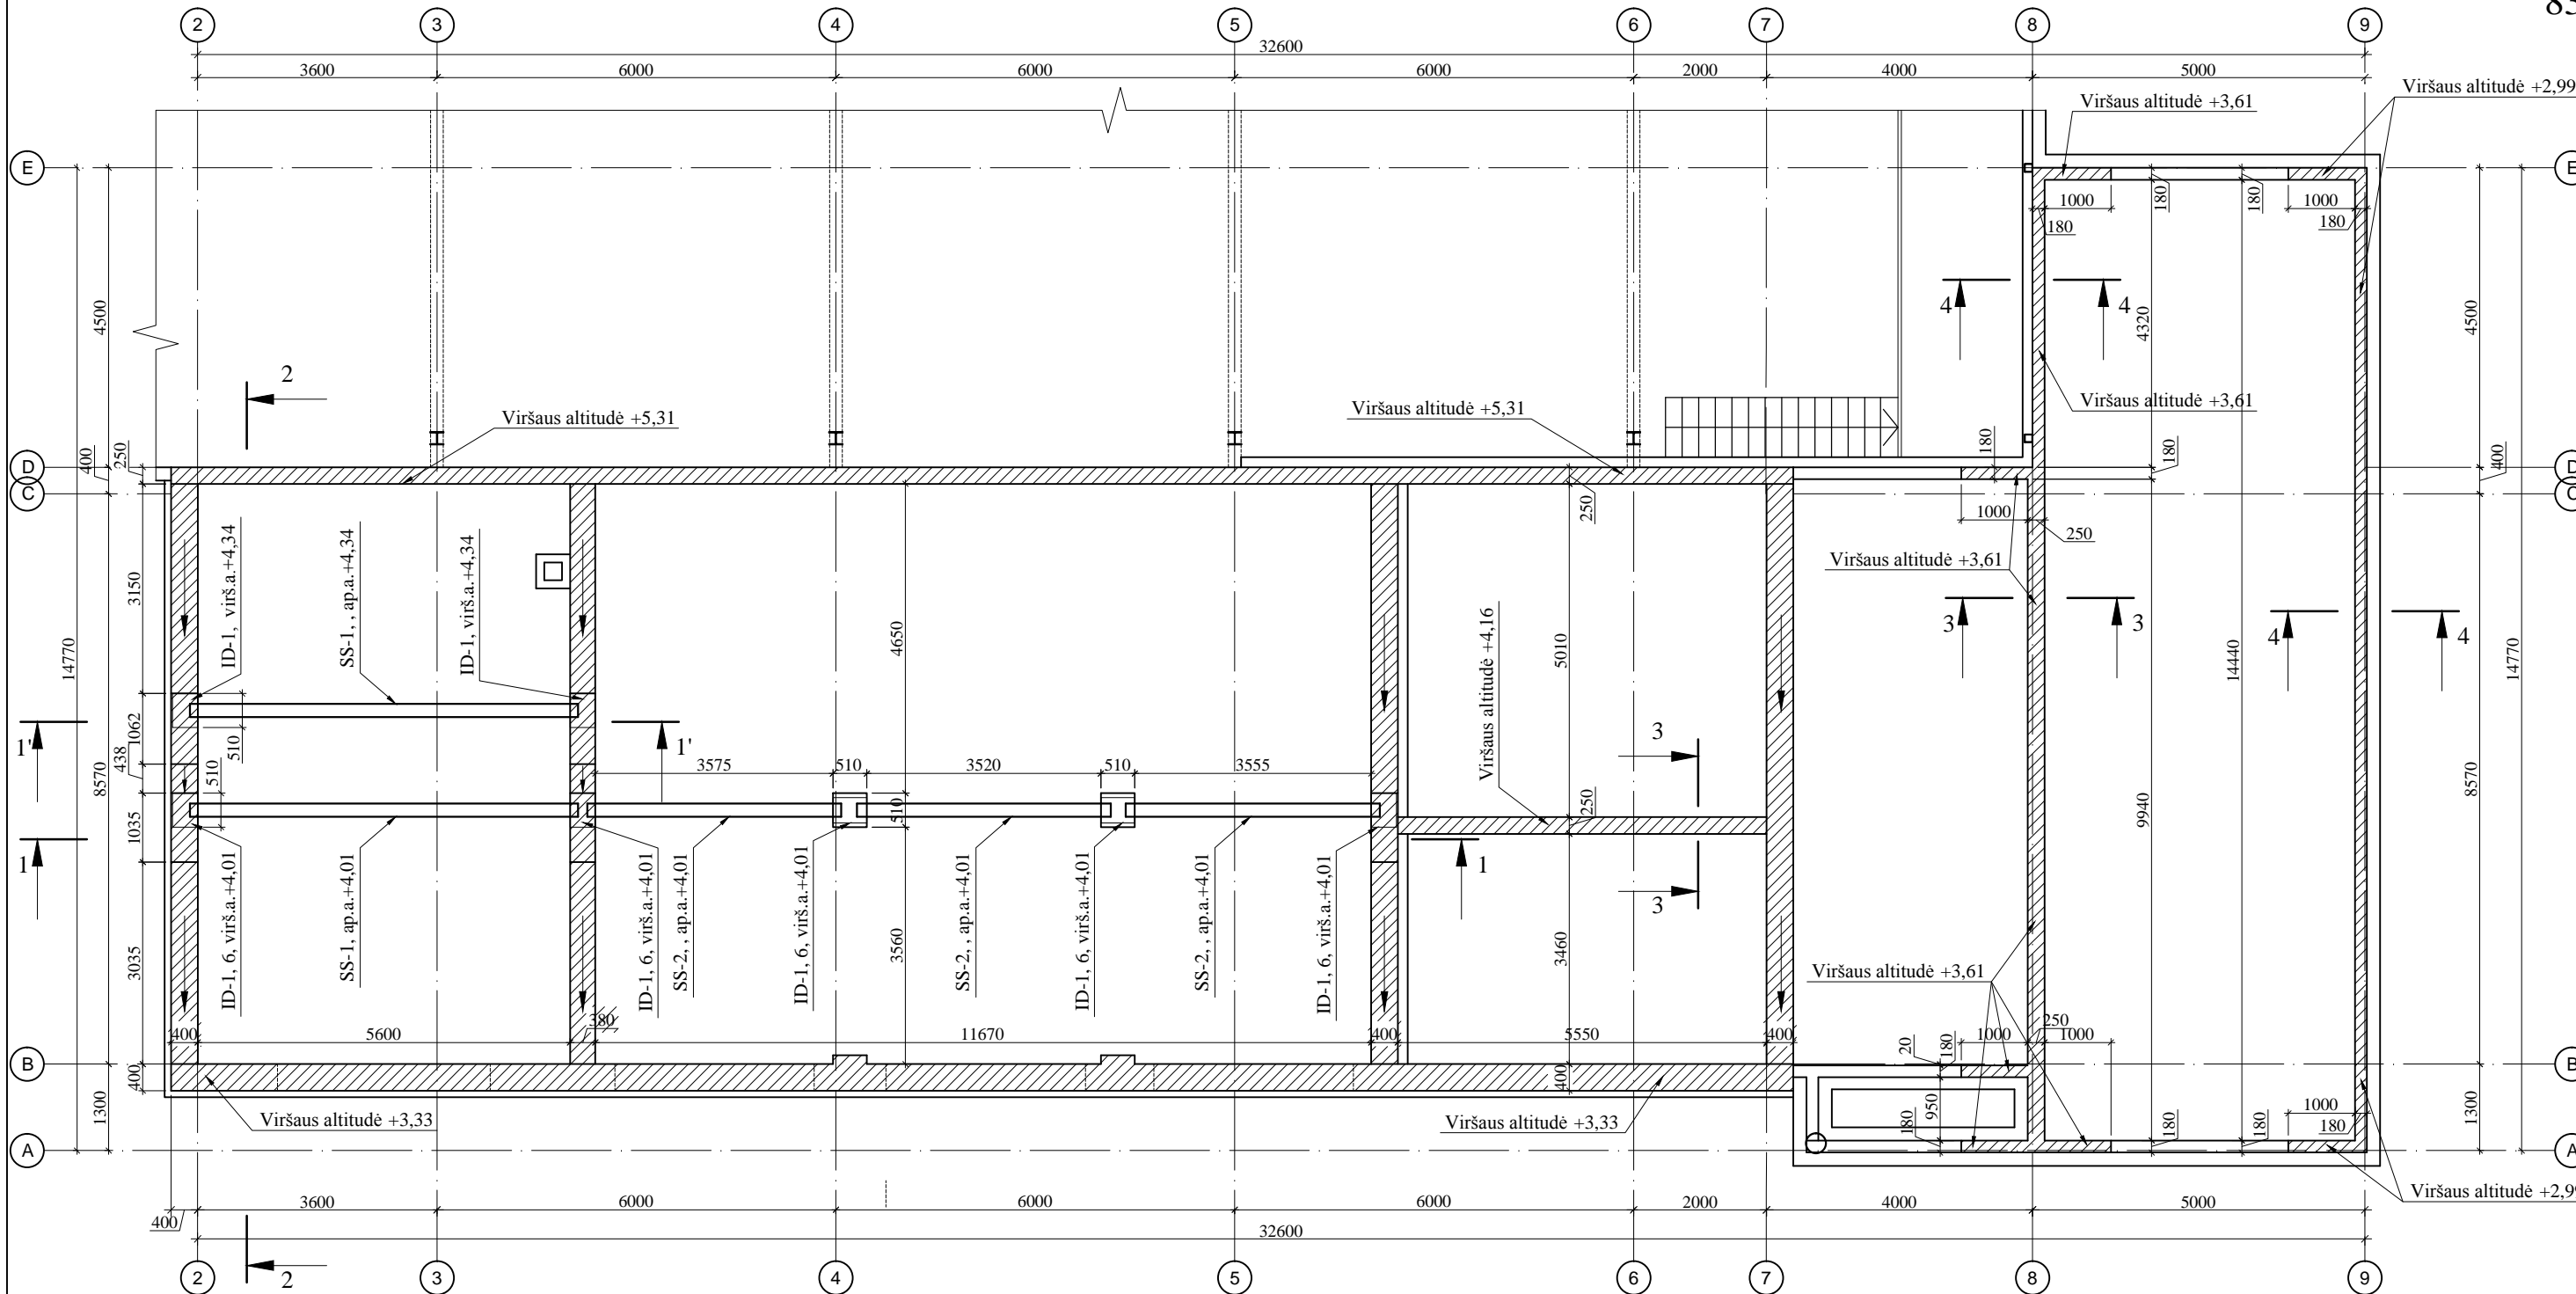 2 3 4 5 6 7 8 9
32600
3600 6000 6000 6000 2000 4000 5000
Viršaus altitudė +3,61
Viršaus altitudė +2,99
E
E
180 180
1000 1000
180 180
4 4
4500 4320 4500
2
Viršaus altitudė +5,31
Viršaus altitudė +5,31
Viršaus altitudė +3,61
400 250 180 180 400
D
C
D
250
1000
250
ID-1, virš.a.+4,34
SS-1, , ap.a.+4,34
ID-1, virš.a.+4,34
Viršaus altitudė +3,61
3150
4650
5010
Viršaus altitudė +4,16
3 3
4 4
14770 8570 14440 9940 8570 14770
1' 1'
1062
510
438
510
1035
3575 510 3520 510 3555
510
250
3
3
1 1
ID-1, 6, virš.a.+4,01
SS-1, ap.a.+4,01
ID-1, 6, virš.a.+4,01
SS-2, , ap.a.+4,01
ID-1, 6, virš.a.+4,01
SS-2, , ap.a.+4,01
ID-1, 6, virš.a.+4,01
SS-2, , ap.a.+4,01
ID-1, 6, virš.a.+4,01
3035
3560
3460
Viršaus altitudė +3,61
400 5600 380 11670 400 5550 400
20 180 1000 250 1000
B
B
400
400
1300 1300
Viršaus altitudė +3,33
Viršaus altitudė +3,33
180 950 180 180 1000
180
A
A
Viršaus altitudė +2,9
400
3600 6000 6000 6000 2000 4000 5000
32600
2
2 3 4 5 6 7 8 9